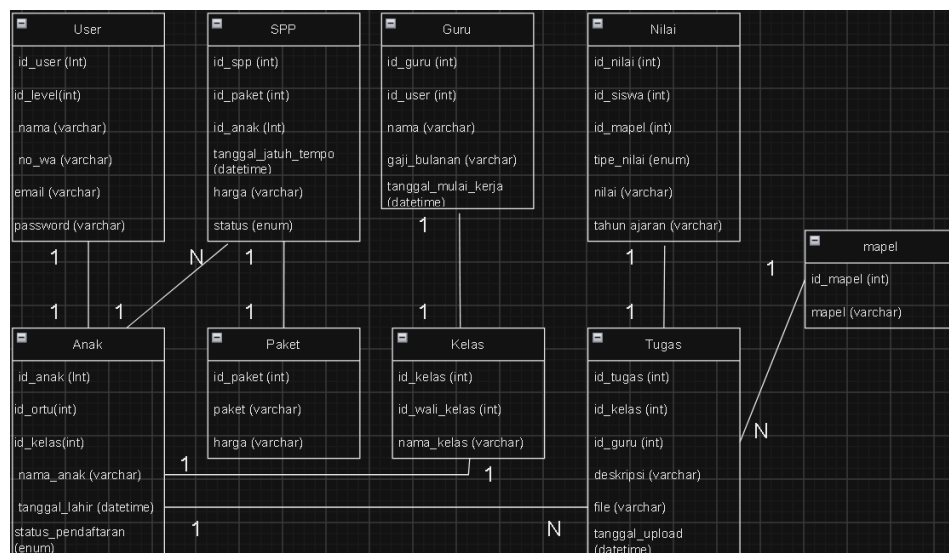 User
id_user (Int)
id_level(int)
nama (varchar)
no_wa (varchar)
email (varchar)
password (varchar)
SPP
id_spp (int)
id_paket (int)
id_anak (Int)
tanggal_jatuh_tempo
(datetime)
harga (varchar)
status (enum)
Guru
id_guru (int)
id_user (int)
nama (varchar)
gaji_bulanan (varchar)
tanggal_mulai_kerja
(datetime)
Nilai
id_nilai (int)
id_siswa (int)
id_mapel (int)
tipe_nilai (enum)
nilai (varchar)
tahun ajaran (varchar)
mapel
id_mapel (int)
mapel (varchar)
1
N
1
1
1
1
1
1
1
1
1
1
Anak
id_anak (Int)
id_ortu(int)
id_kelas(int)
nama_anak (varchar)
tanggal_lahir (datetime)
status_pendaftaran
(enum)
Paket
id_paket (int)
paket (varchar)
harga (varchar)
Kelas
id_kelas (int)
id_wali_kelas (int)
nama_kelas (varchar)
Tugas
id_tugas (int)
id_kelas (int)
id_guru (int)
deskripsi (varchar)
file (varchar)
tanggal_upload
(datetime)
N
1
1
1
N